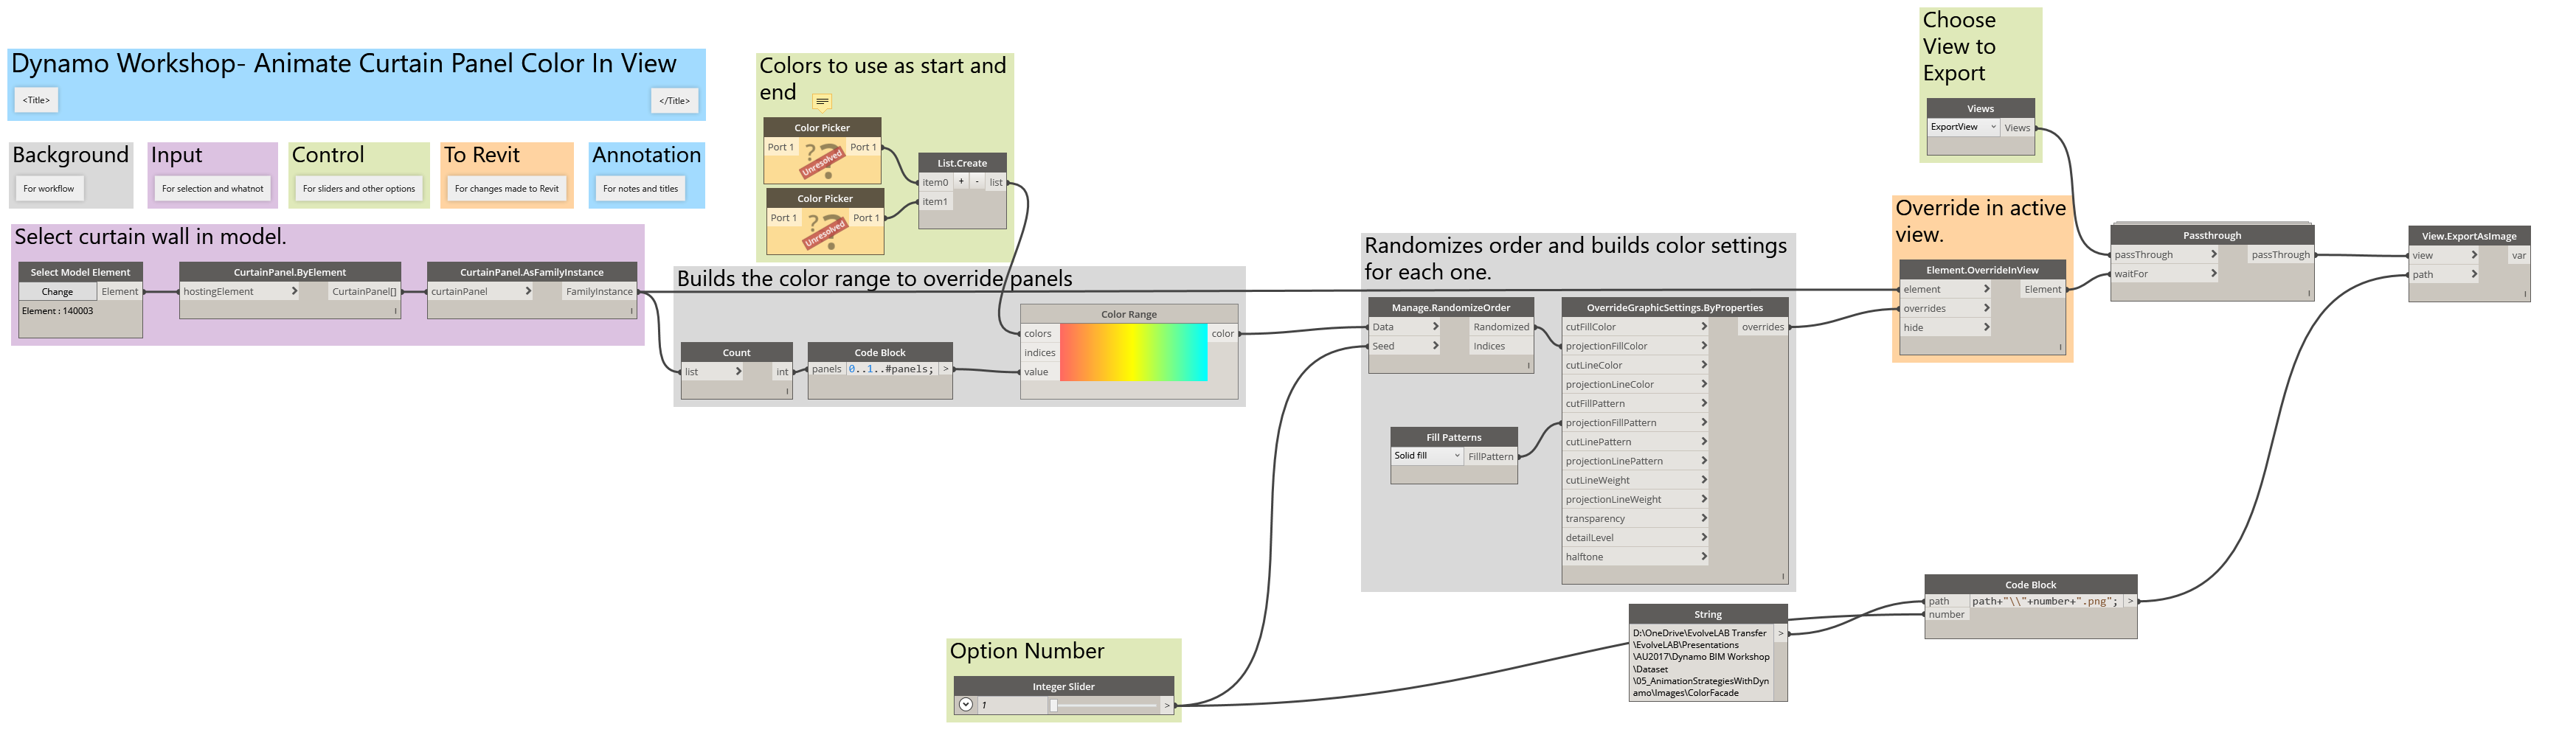 Dynamo Workshop- Animate Curtain Panel Color In View
<Title>
</Title>
Background
For workflow
Input
For selection and whatnot
Control
For sliders and other options
To Revit
For changes made to Revit
Annotation
For notes and titles
Select curtain wall in model.
Select Model Element
Change
Element
Element : 140003
CurtainPanel.ByElement
hostingElement
CurtainPanel[]
CurtainPanel.AsFamilyInstance
curtainPanel
FamilyInstance
Colors to use as start and
end
Color Picker
Port 1
Port 1
??
Unresolved
Color Picker
Port 1
Port 1
??
Unresolved
List.Create
item0
+
-
list
item1
Builds the color range to override panels
Count
list
int
Code Block
panels
0..1..#panels;
>
Color Range
colors
color
indices
value
Option Number
Integer Slider
1
>
Randomizes order and builds color settings
for each one.
Manage.RandomizeOrder
Data
Randomized
Seed
Indices
Fill Patterns
Solid fill
FillPattern
OverrideGraphicSettings.ByProperties
cutFillColor
overrides
projectionFillColor
cutLineColor
projectionLineColor
cutFillPattern
projectionFillPattern
cutLinePattern
projectionLinePattern
cutLineWeight
projectionLineWeight
transparency
detailLevel
halftone
String
D:\OneDrive\EvolveLAB Transfer
\EvolveLAB\Presentations
\AU2017\Dynamo BIM Workshop
\Dataset
\05_AnimationStrategiesWithDyn
amo\Images\ColorFacade
>
Choose
View to
Export
Views
ExportView
Views
Override in active
view.
Element.OverrideInView
element
Element
overrides
hide
Passthrough
passThrough
passThrough
waitFor
View.ExportAsImage
view
var
path
Code Block
path
path+"\\"+number+".png";
>
number